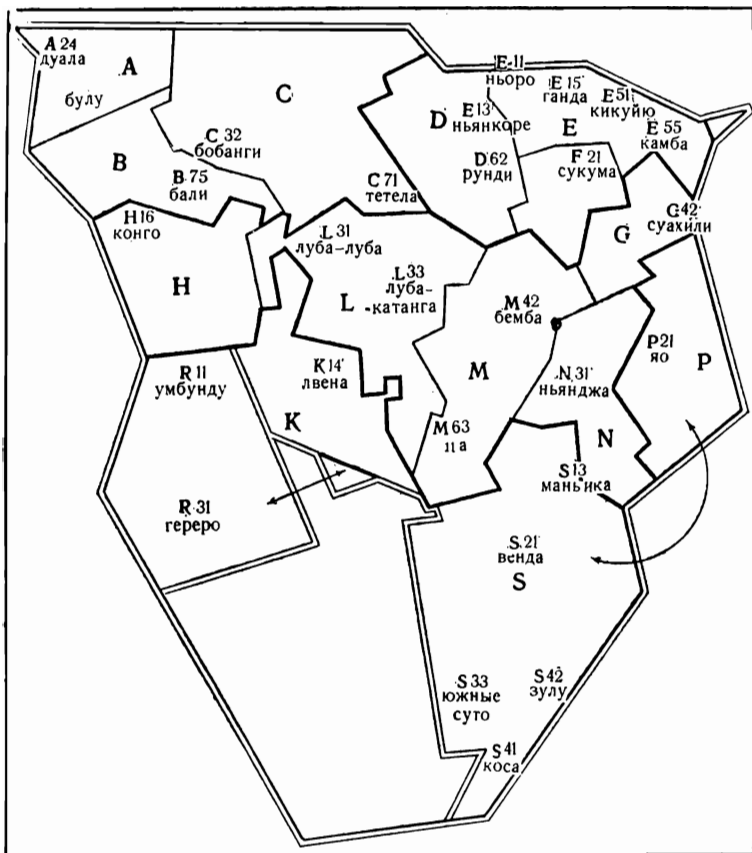 A 24
дуала
A
булу
C
E 11
ньоро
E 15
ганда
E 51
кикуйю
D
E 13
ньянкоре
E
E 55
камба
C 32
бобанги
B
B 75
бали
D 62
рунди
F 21
сукума
C 71
тетела
H 16
конго
L 31
луба-луба
G
G 42
суахили
H
L 33
луба-
-катанга
L
M 42
бемба
R 11
умбунду
K 14
лвена
M
N 31
ньянджа
P 21
яо
P
K
M 63
N
S 13
маньика
R 31
гереро
S 21
венда
S
S 33
южные
суто
S 42
зулу
S 41
коса